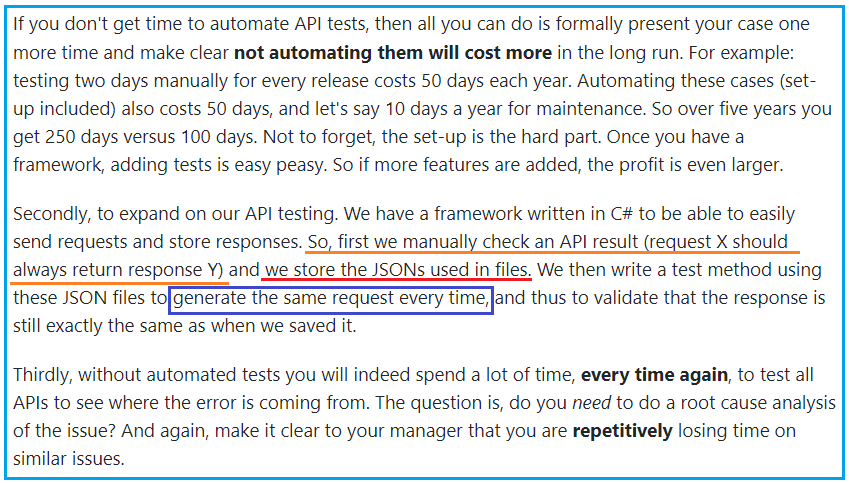 If you don't get time to automate API tests, then all you can do is formally present your case one
more time and make clear not automating them will cost more in the long run. For example:
testing two days manually for every release costs 50 days each year. Automating these cases (set-
up included) also costs 50 days, and let's say 10 days a year for maintenance. So over five years you
get 250 days versus 100 days. Not to forget, the set-up is the hard part. Once you have a
framework, adding tests is easy peasy. So if more features are added, the profit is even larger.
Secondly, to expand on our API testing. We have a framework written in C# to be able to easily
send requests and store responses. So, first we manually check an API result (request X should
always return response Y) and we store the JSONs used in files. We then write a test method using
these JSON files to generate the same request every time, and thus to validate that the response is
still exactly the same as when we saved it.
Thirdly, without automated tests you will indeed spend a lot of time, every time again, to test all
APIs to see where the error is coming from. The question is, do you need to do a root cause analysis
of the issue? And again, make it clear to your manager that you are repetitively losing time on
similar issues.